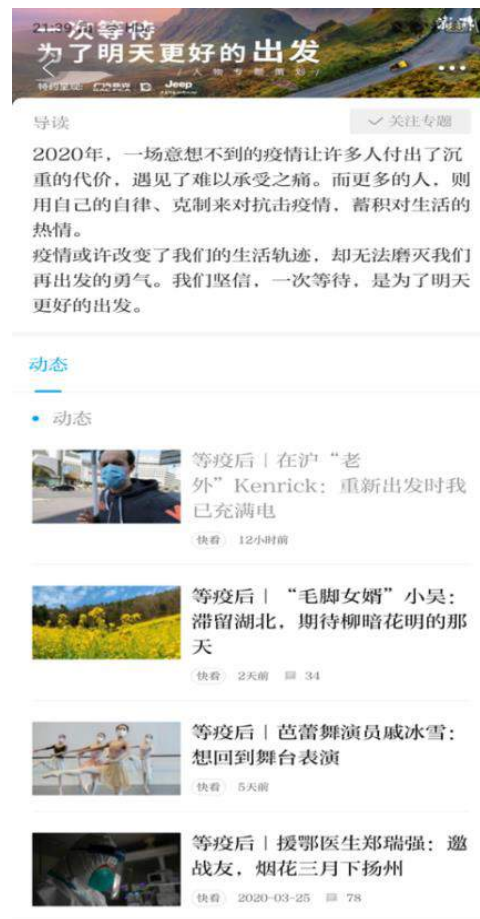 21:39
一次等待
为了明天更好的出发
人物专题策划
特约呈现:
Jeep
澎湃
导读
关注专题
2020年，一场意想不到的疫情让许多人付出了沉
重的代价，遇见了难以承受之痛。而更多的人，则
用自己的自律、克制来对抗击疫情，蓄积对生活的
热情。
疫情或许改变了我们的生活轨迹，却无法磨灭我们
再出发的勇气。我们坚信，一次等待，是为了明天
更好的出发。
动态
动态
等疫后｜在沪“老
外”Kenrick：重新出发时我
已充满电
快看 12小时前
等疫后｜“毛脚女婿”小吴：
滞留湖北，期待柳暗花明的那
天
快看 2天前 34
等疫后｜芭蕾舞演员戚冰雪：
想回到舞台表演
快看 5天前
等疫后｜援鄂医生郑瑞强：邀
战友，烟花三月下扬州
快看 2020-03-25 78